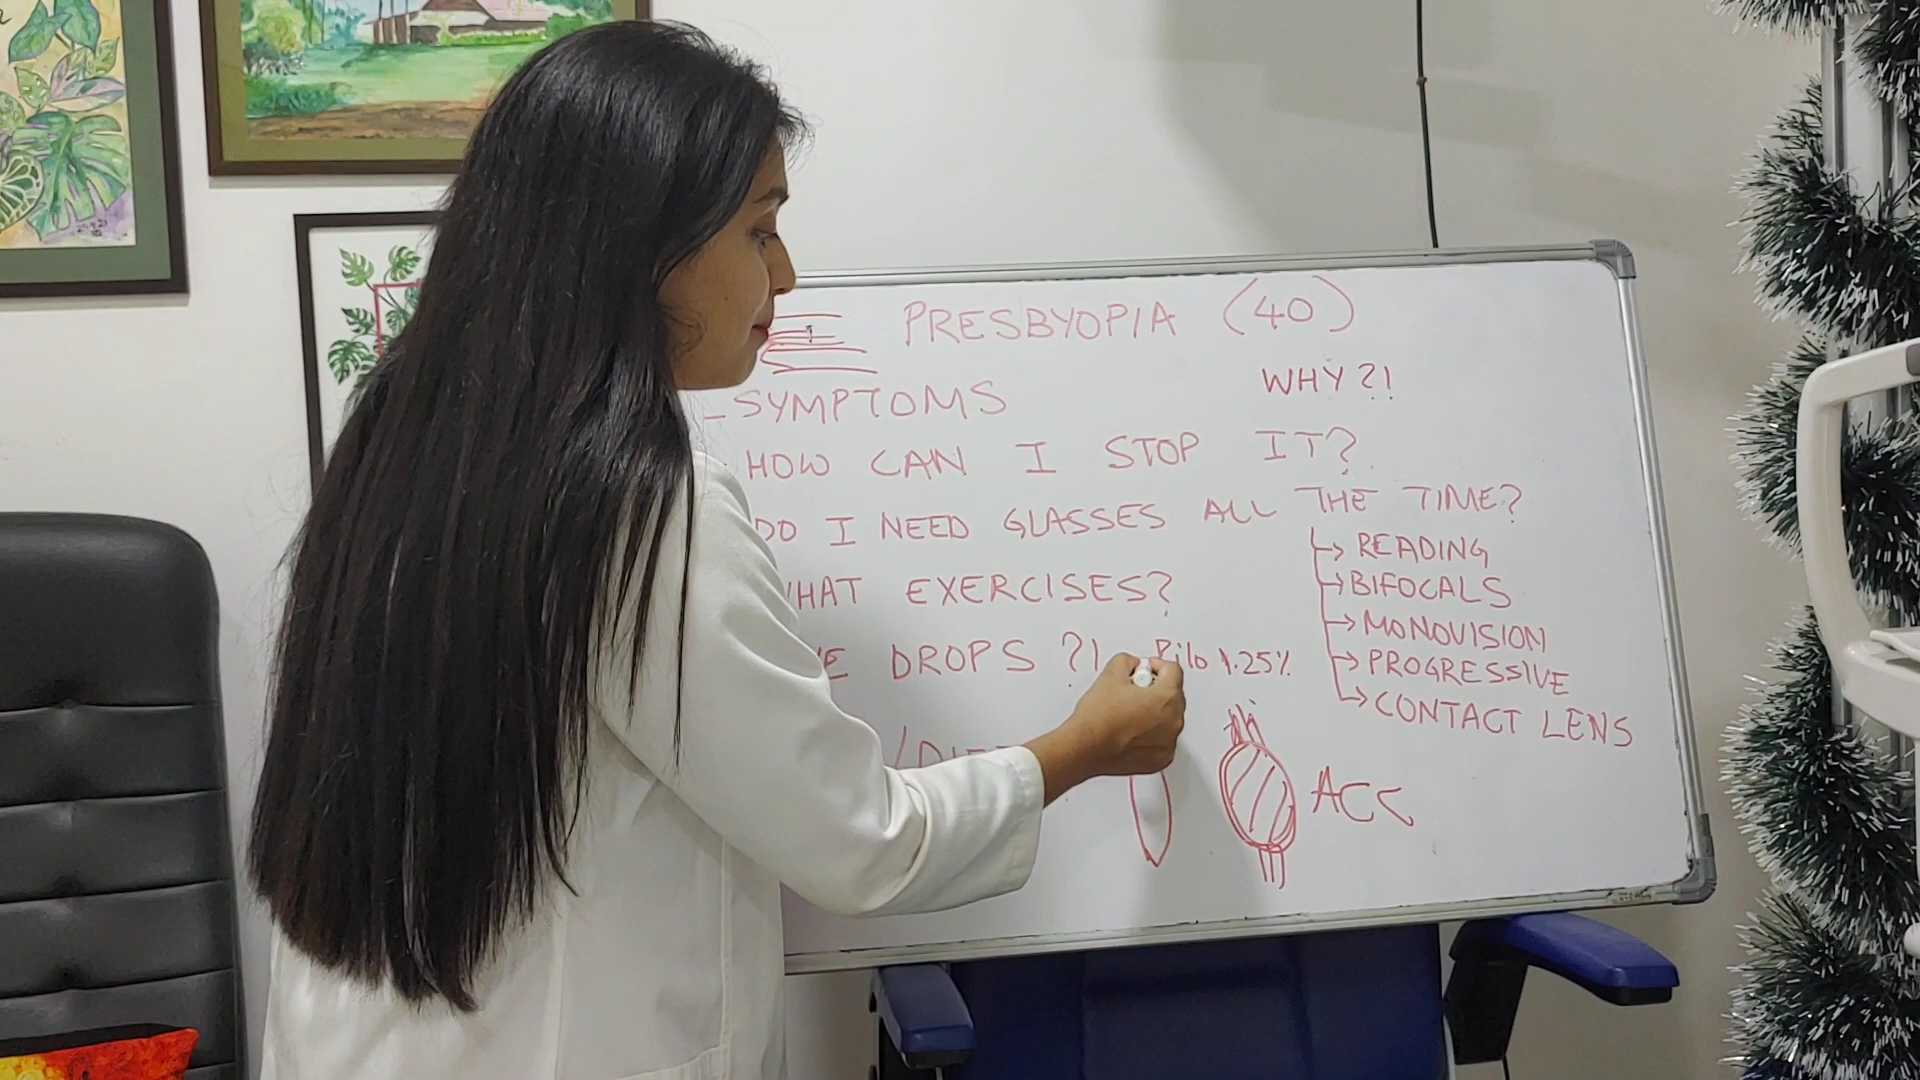 PRESBYOPIA (40)
- SYMPTOMS
WHY?!
HOW CAN I STOP IT?
DO I NEED GLASSES ALL THE TIME?
→ READING
→ BIFOCALS
→ MONOVISION
→ PROGRESSIVE
→ CONTACT LENS
EXERCISES?
DROPS ?! Pilo 1.25%
ACC